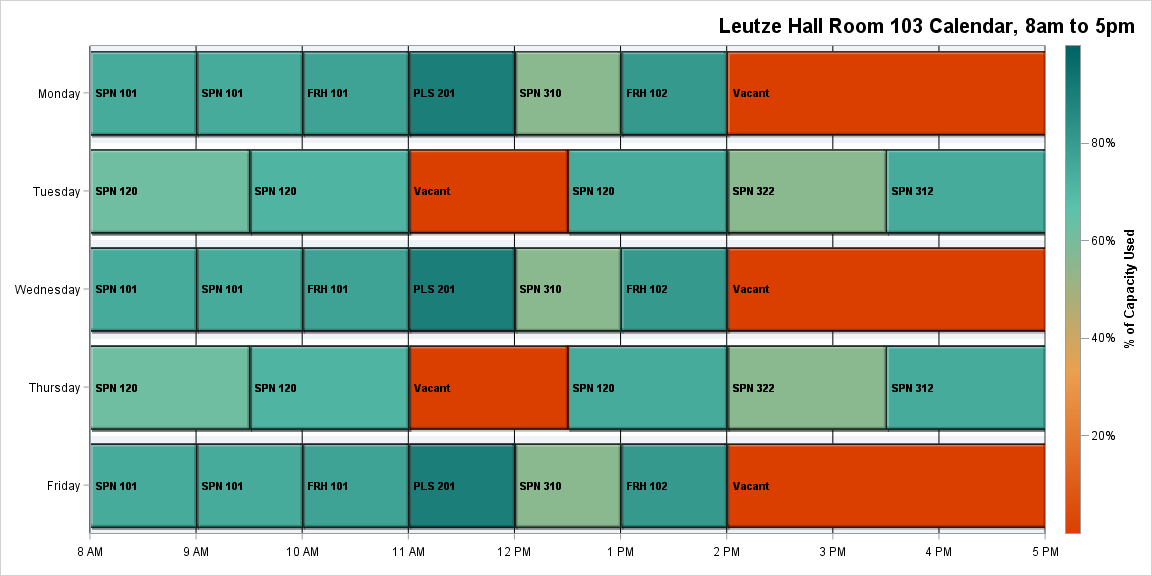 Leutze Hall Room 103 Calendar, 8am to 5pm
Monday
SPN 101
SPN 101
FRH 101
PLS 201
SPN 310
FRH 102
Vacant
Tuesday
SPN 120
SPN 120
Vacant
SPN 120
SPN 322
SPN 312
Wednesday
SPN 101
SPN 101
FRH 101
PLS 201
SPN 310
FRH 102
Vacant
Thursday
SPN 120
SPN 120
Vacant
SPN 120
SPN 322
SPN 312
Friday
SPN 101
SPN 101
FRH 101
PLS 201
SPN 310
FRH 102
Vacant
8 AM
9 AM
10 AM
11 AM
12 PM
1 PM
2 PM
3 PM
4 PM
5 PM
80%
60%
40%
20%
% of Capacity Used